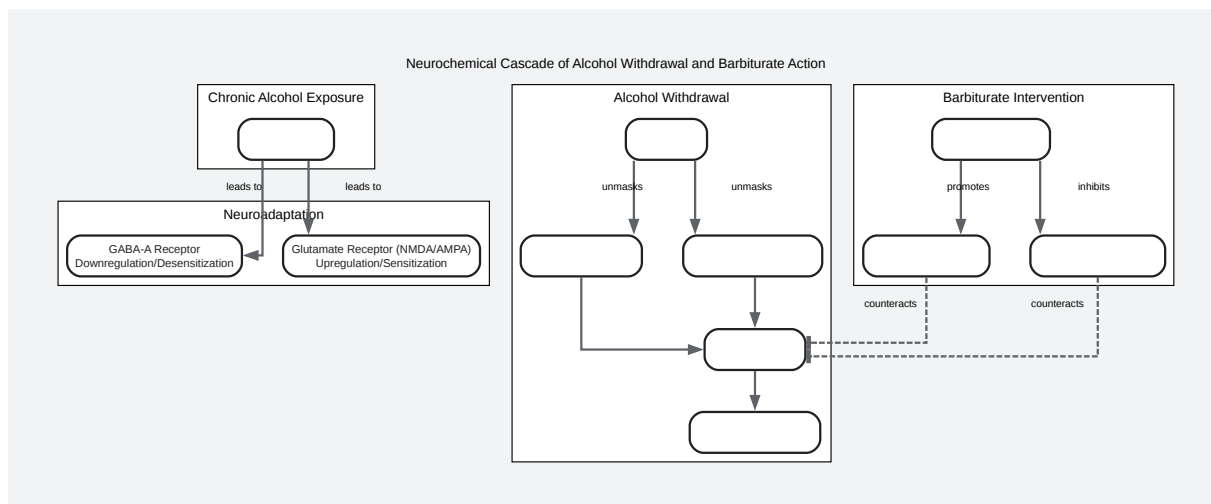 Neurochemical Cascade of Alcohol Withdrawal and Barbiturate Action
Chronic Alcohol Exposure
leads to
leads to
Neuroadaptation
GABA-A Receptor
Downregulation/Desensitization
Glutamate Receptor (NMDA/AMPA)
Upregulation/Sensitization
Alcohol Withdrawal
unmasks
unmasks
Barbiturate Intervention
promotes
inhibits
counteracts
counteracts